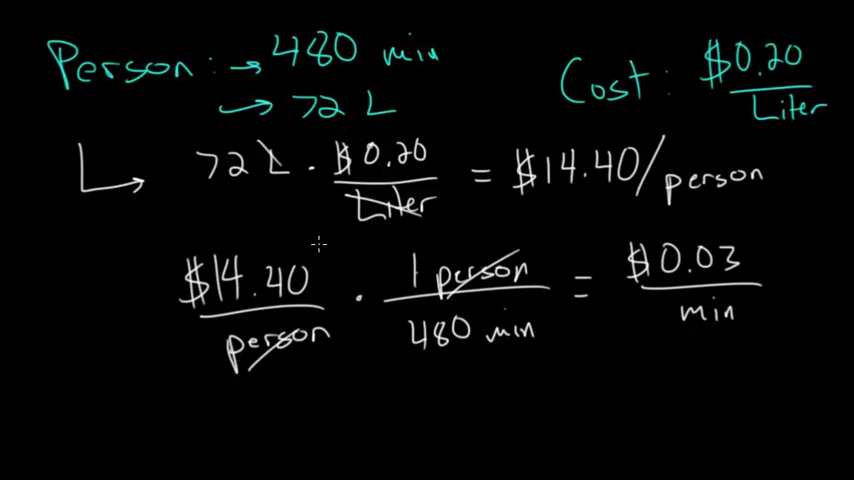 Person: → 480 min
→ 72 L
Cost: $0.20 / Liter
→ 72 L · $0.20 / Liter = $14.40/person
$14.40 / person · 1 person / 480 min = $0.03 / min